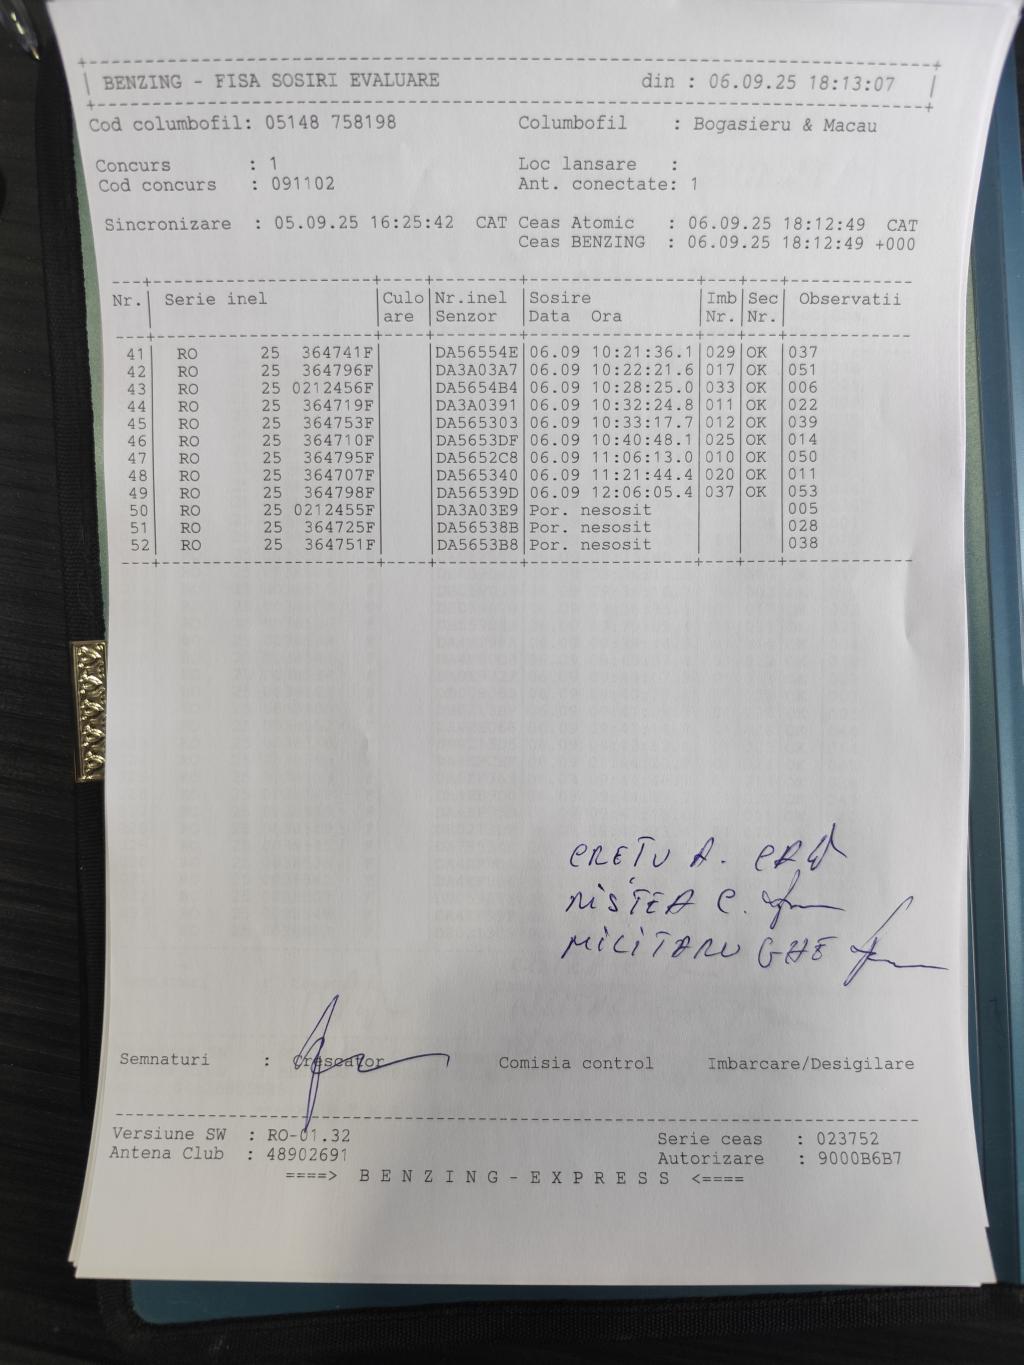 BENZING - FISA SOSIRI EVALUARE din : 06.09.25 18:13:07
Cod columbofil: 05148 758198 Columbofil : Bogasieru & Macau
Concurs : 1 Loc lansare :
Cod concurs : 091102 Ant. conectate: 1
Sincronizare : 05.09.25 16:25:42 CAT Ceas Atomic : 06.09.25 18:12:49 CAT
Ceas BENZING : 06.09.25 18:12:49 +000
Nr. Serie inel Culo Nr.inel Sosire Imb Sec Observatii
are Senzor Data Ora Nr. Nr.
41 RO 25 364741F DA56554E 06.09 10:21:36.1 029 OK 037
42 RO 25 364796F DA3A03A7 06.09 10:22:21.6 017 OK 051
43 RO 25 0212456F DA5654B4 06.09 10:28:25.0 033 OK 006
44 RO 25 364719F DA3A0391 06.09 10:32:24.8 011 OK 022
45 RO 25 364753F DA565303 06.09 10:33:17.7 012 OK 039
46 RO 25 364710F DA5653DF 06.09 10:40:48.1 025 OK 014
47 RO 25 364795F DA5652C8 06.09 11:06:13.0 010 OK 050
48 RO 25 364707F DA565340 06.09 11:21:44.4 020 OK 011
49 RO 25 364798F DA56539D 06.09 12:06:05.4 037 OK 053
50 RO 25 0212455F DA3A03E9 Por. nesosit 005
51 RO 25 364725F DA56538B Por. nesosit 028
52 RO 25 364751F DA5653B8 Por. nesosit 038
CREȚU A.
NISTEA C.
MILITARU GHE
Semnaturi : Crescator Comisia control Imbarcare/Desigilare
Versiune SW : RO-01.32 Serie ceas : 023752
Antena Club : 48902691 Autorizare : 9000B6B7
====> B E N Z I N G - E X P R E S S <====